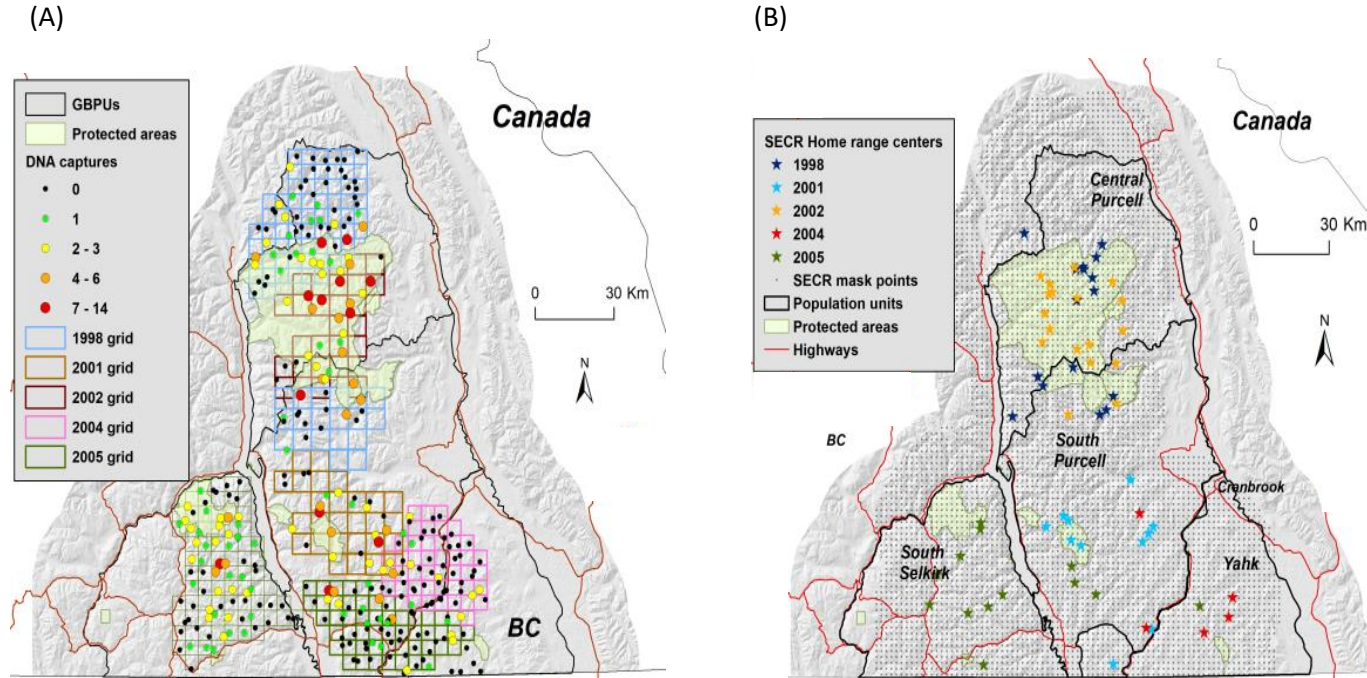 (A)
GBPUs
Protected areas
DNA captures
0
1
2 - 3
4 - 6
7 - 14
1998 grid
2001 grid
2002 grid
2004 grid
2005 grid
Canada
0 30 Km
N
BC
(B)
SECR Home range centers
1998
2001
2002
2004
2005
SECR mask points
Population units
Protected areas
Highways
Canada
Central
Purcell
0 30 Km
N
BC
South
Purcell
Cranbrook
South
Selkirk
Yahk